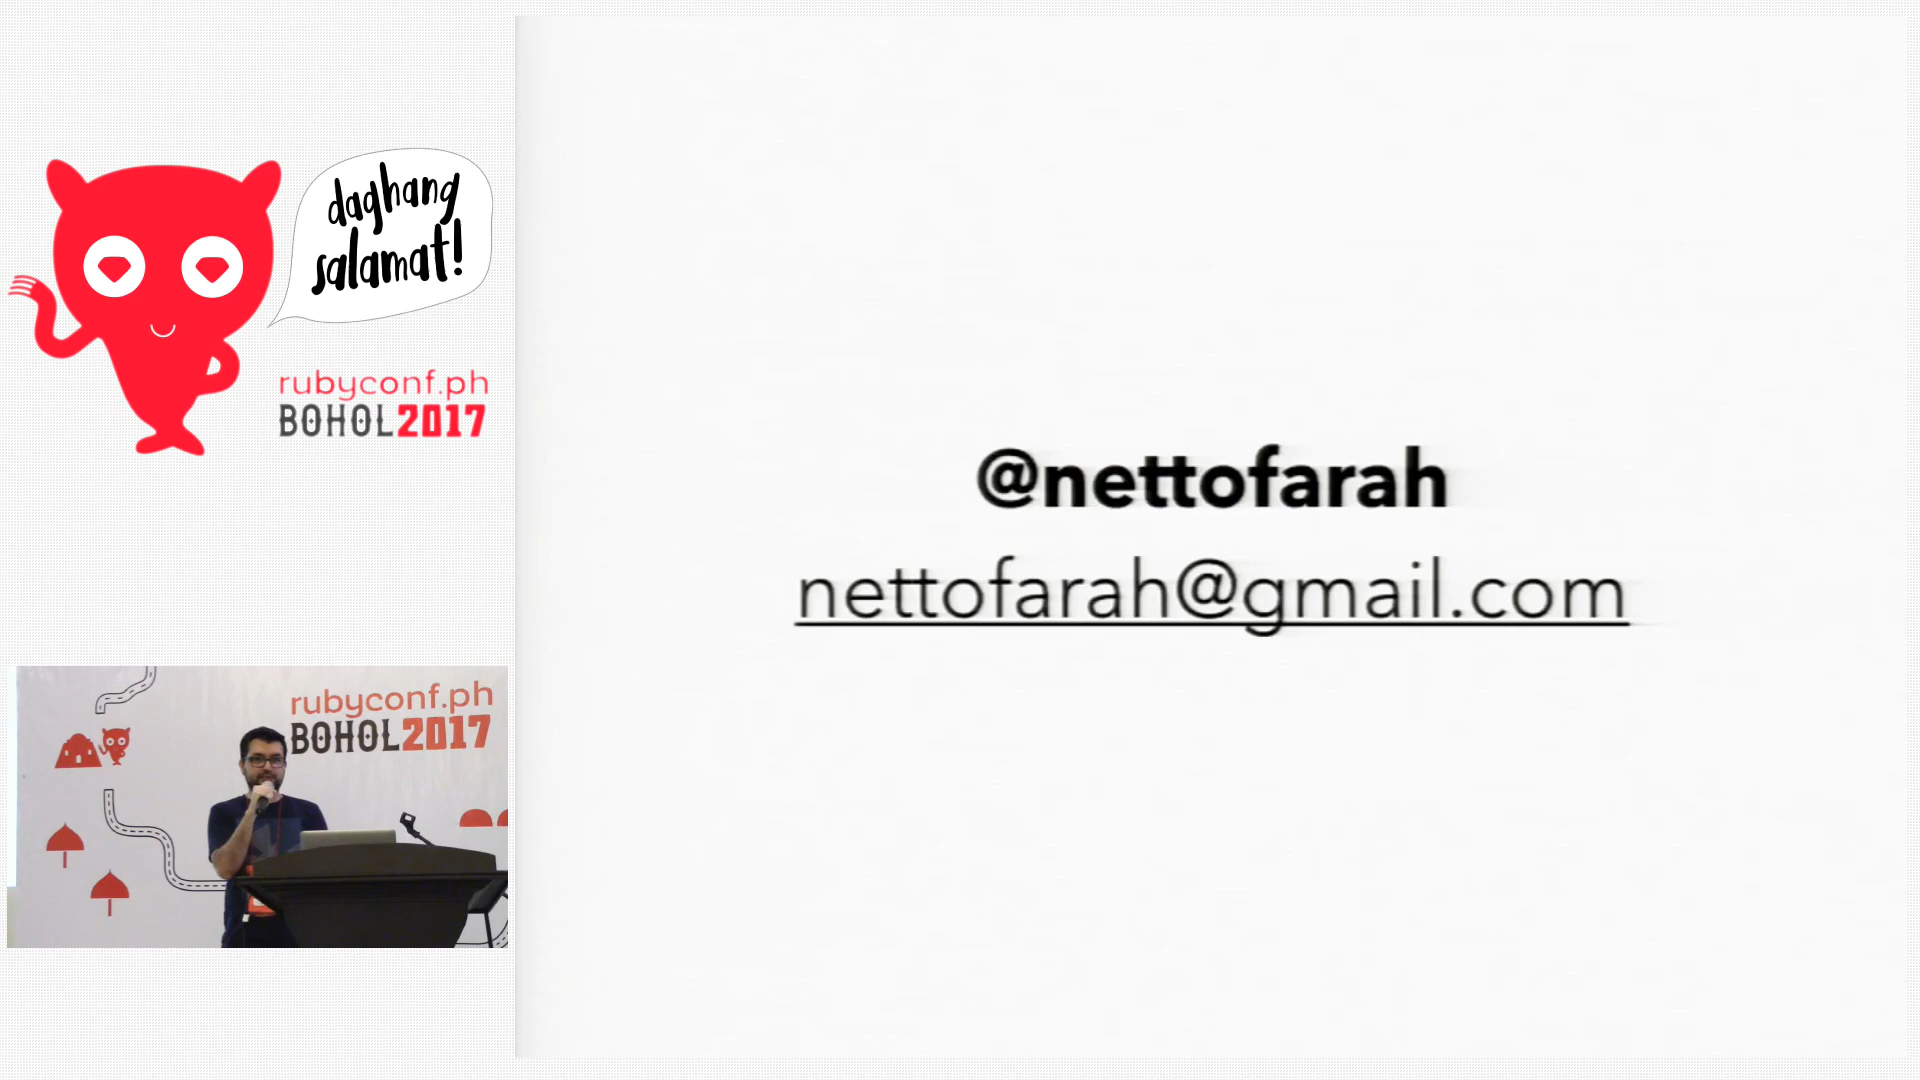 daghang
salamat!
rubyconf.ph
BOHOL2017
@nettofarah
nettofarah@gmail.com
rubyconf.ph
BOHOL2017